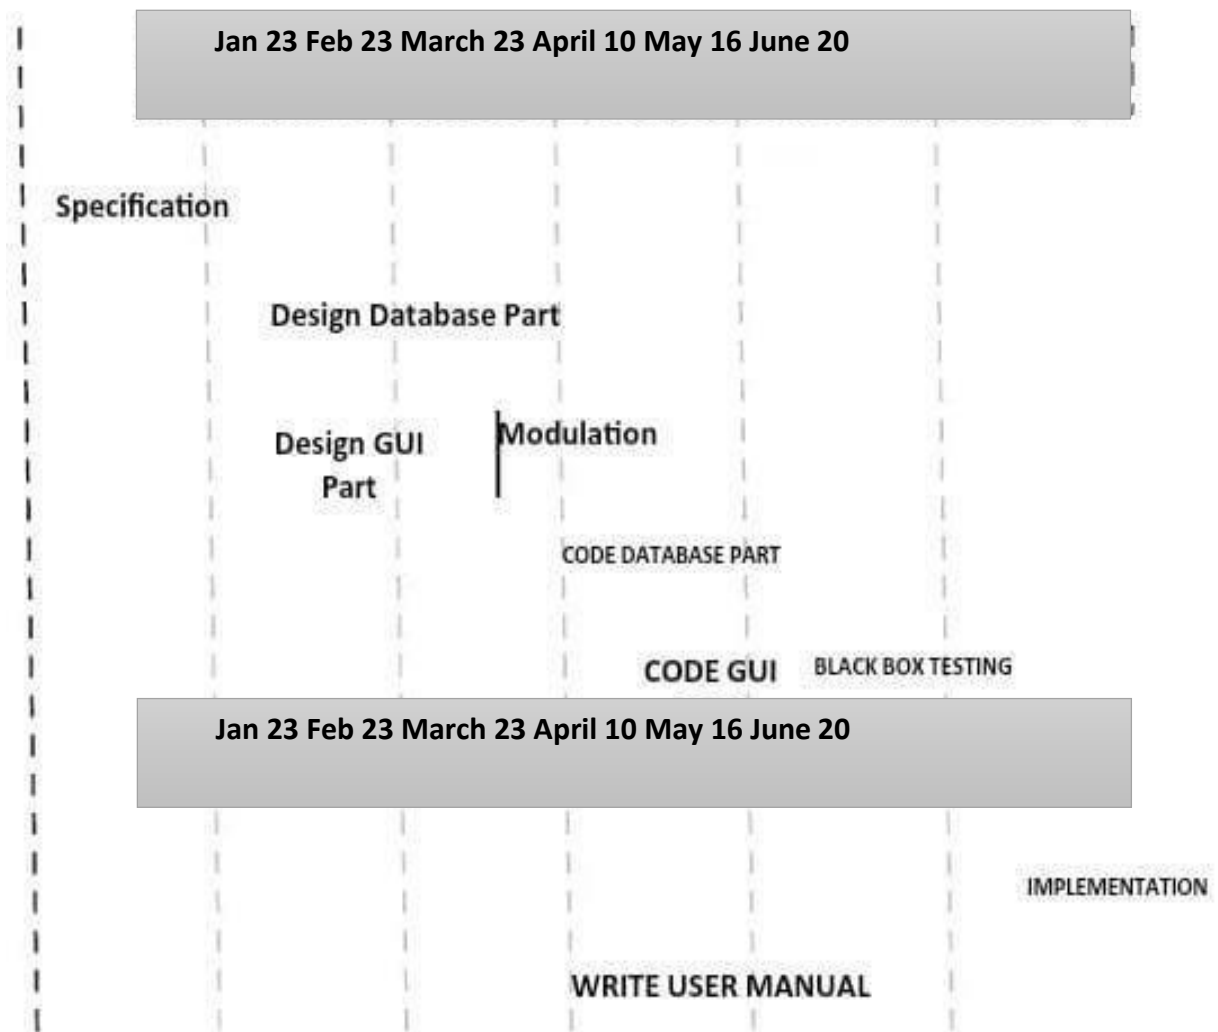 Jan 23 Feb 23 March 23 April 10 May 16 June 20
Specification
Design Database Part
Design GUI
Part
Modulation
CODE DATABASE PART
CODE GUI
BLACK BOX TESTING
Jan 23 Feb 23 March 23 April 10 May 16 June 20
IMPLEMENTATION
WRITE USER MANUAL